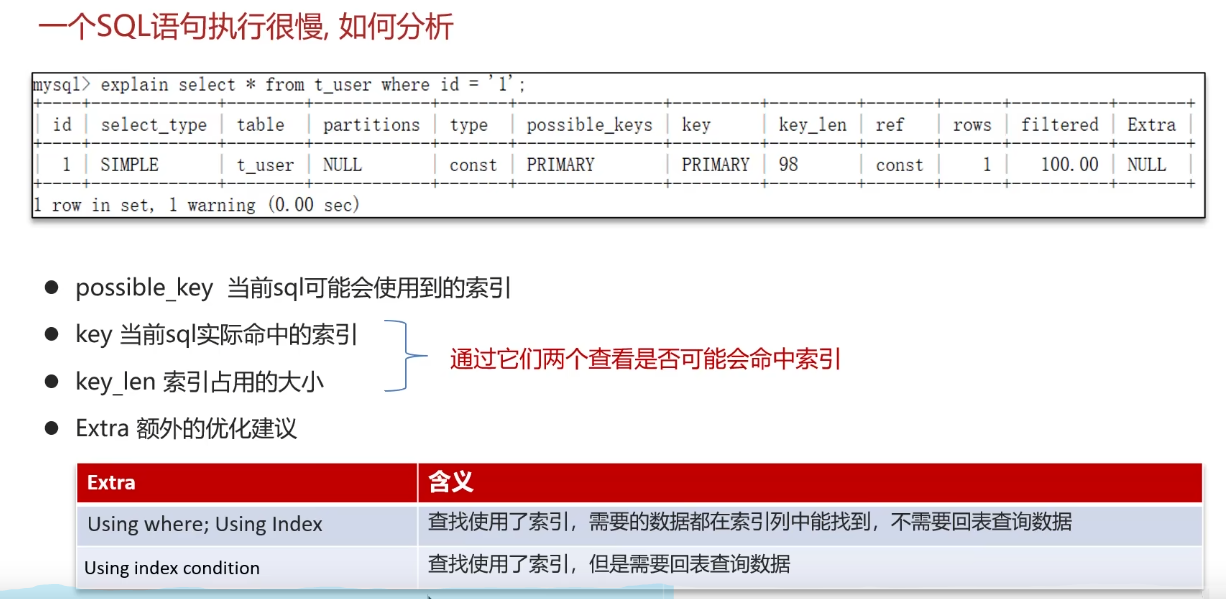 一个SQL语句执行很慢, 如何分析
mysql> explain select * from t_user where id = '1';
+----+-------------+--------+------------+-------+---------------+---------+---------+-------+------+----------+-------+
| id | select_type | table | partitions | type | possible_keys | key | key_len | ref | rows | filtered | Extra |
+----+-------------+--------+------------+-------+---------------+---------+---------+-------+------+----------+-------+
| 1 | SIMPLE | t_user | NULL | const | PRIMARY | PRIMARY | 98 | const | 1 | 100.00 | NULL |
+----+-------------+--------+------------+-------+---------------+---------+---------+-------+------+----------+-------+
1 row in set, 1 warning (0.00 sec)
● possible_key 当前sql可能会使用到的索引
● key 当前sql实际命中的索引
通过它们两个查看是否可能会命中索引
● key_len 索引占用的大小
● Extra 额外的优化建议
Extra 含义
Using where; Using Index 查找使用了索引，需要的数据都在索引列中能找到，不需要回表查询数据
Using index condition 查找使用了索引，但是需要回表查询数据